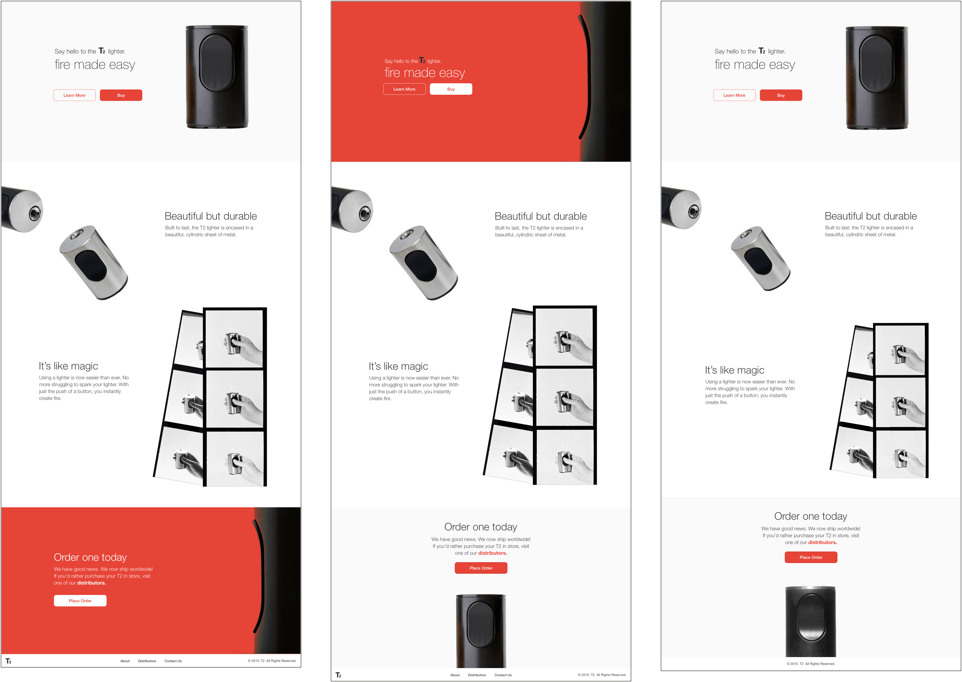 Say hello to the T2 lighter.
fire made easy
Learn More
Buy
Beautiful but durable
Built to last, the T2 lighter is encased in a
beautiful, cylindric sheet of metal.
It's like magic
Using a lighter is now easier than ever. No
more struggling to spark your lighter. With
just the push of a button, you instantly
create fire.
Order one today
We have good news. We now ship worldwide!
If you'd rather purchase your T2 in store, visit
one of our distributors.
Place Order
T2
About
Distributors
Contact Us
© 2015, T2 All Rights Reserved.
Say hello to the T2 lighter.
fire made easy
Learn More
Buy
Beautiful but durable
Built to last, the T2 lighter is encased in a
beautiful, cylindric sheet of metal.
It's like magic
Using a lighter is now easier than ever. No
more struggling to spark your lighter. With
just the push of a button, you instantly
create fire.
Order one today
We have good news. We now ship worldwide!
If you'd rather purchase your T2 in store, visit
one of our distributors.
Place Order
T2
About
Distributors
Contact Us
© 2015, T2 All Rights Reserved.
Say hello to the T2 lighter.
fire made easy
Learn More
Buy
Beautiful but durable
Built to last, the T2 lighter is encased in a
beautiful, cylindric sheet of metal.
It's like magic
Using a lighter is now easier than ever. No
more struggling to spark your lighter. With
just the push of a button, you instantly
create fire.
Order one today
We have good news. We now ship worldwide!
If you'd rather purchase your T2 in store, visit
one of our distributors.
Place Order
© 2015, T2 All Rights Reserved.